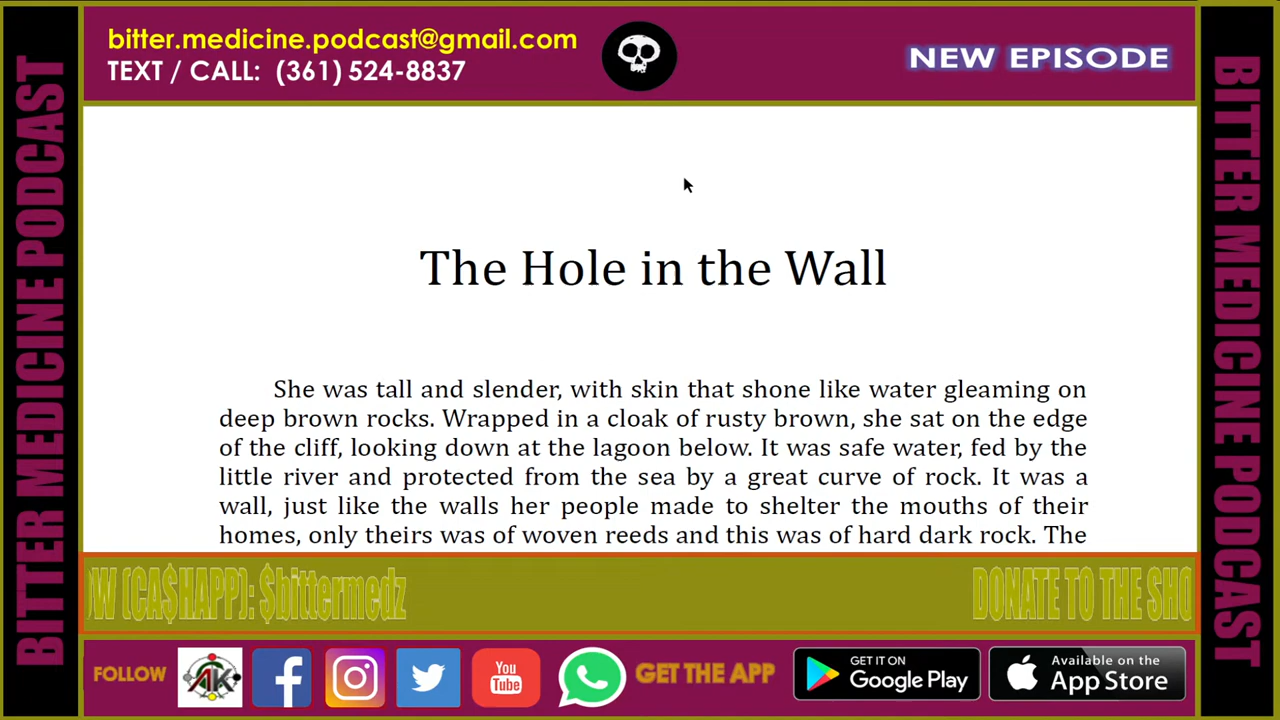 bitter.medicine.podcast@gmail.com
TEXT / CALL: (361) 524-8837
NEW EPISODE
BITTER MEDICINE PODCAST
The Hole in the Wall
She was tall and slender, with skin that shone like water gleaming on
deep brown rocks. Wrapped in a cloak of rusty brown, she sat on the edge
of the cliff, looking down at the lagoon below. It was safe water, fed by the
little river and protected from the sea by a great curve of rock. It was a
wall, just like the walls her people made to shelter the mouths of their
homes, only theirs was of woven reeds and this was of hard dark rock. The
BITTER MEDICINE PODCAST
W (CA$HAPP): $bittermedz
DONATE TO THE SHO
FOLLOW
ATK
You
Tube
GET THE APP
GET IT ON
Google Play
Available on the
App Store